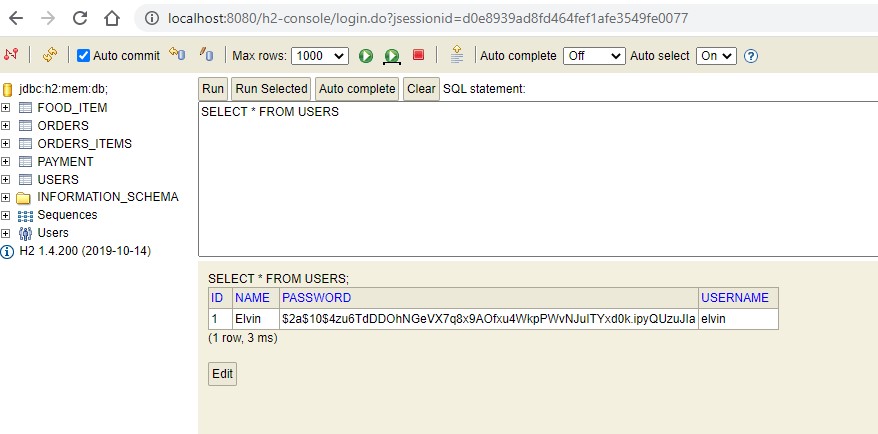 localhost:8080/h2-console/login.do?jsessionid=d0e8939ad8fd464fef1afe3549fe0077
Auto commit Max rows: 1000 Auto complete Off Auto select On ?
jdbc:h2:mem:db;
FOOD_ITEM
ORDERS
ORDERS_ITEMS
PAYMENT
USERS
INFORMATION_SCHEMA
Sequences
Users
H2 1.4.200 (2019-10-14)
Run Run Selected Auto complete Clear SQL statement:
SELECT * FROM USERS
SELECT * FROM USERS;
ID NAME PASSWORD USERNAME
1 Elvin $2a$10$4zu6TdDDOhNGeVX7q8x9AOfxu4WkpPWvNJulTYxd0k.ipyQUzuJla elvin
(1 row, 3 ms)
Edit